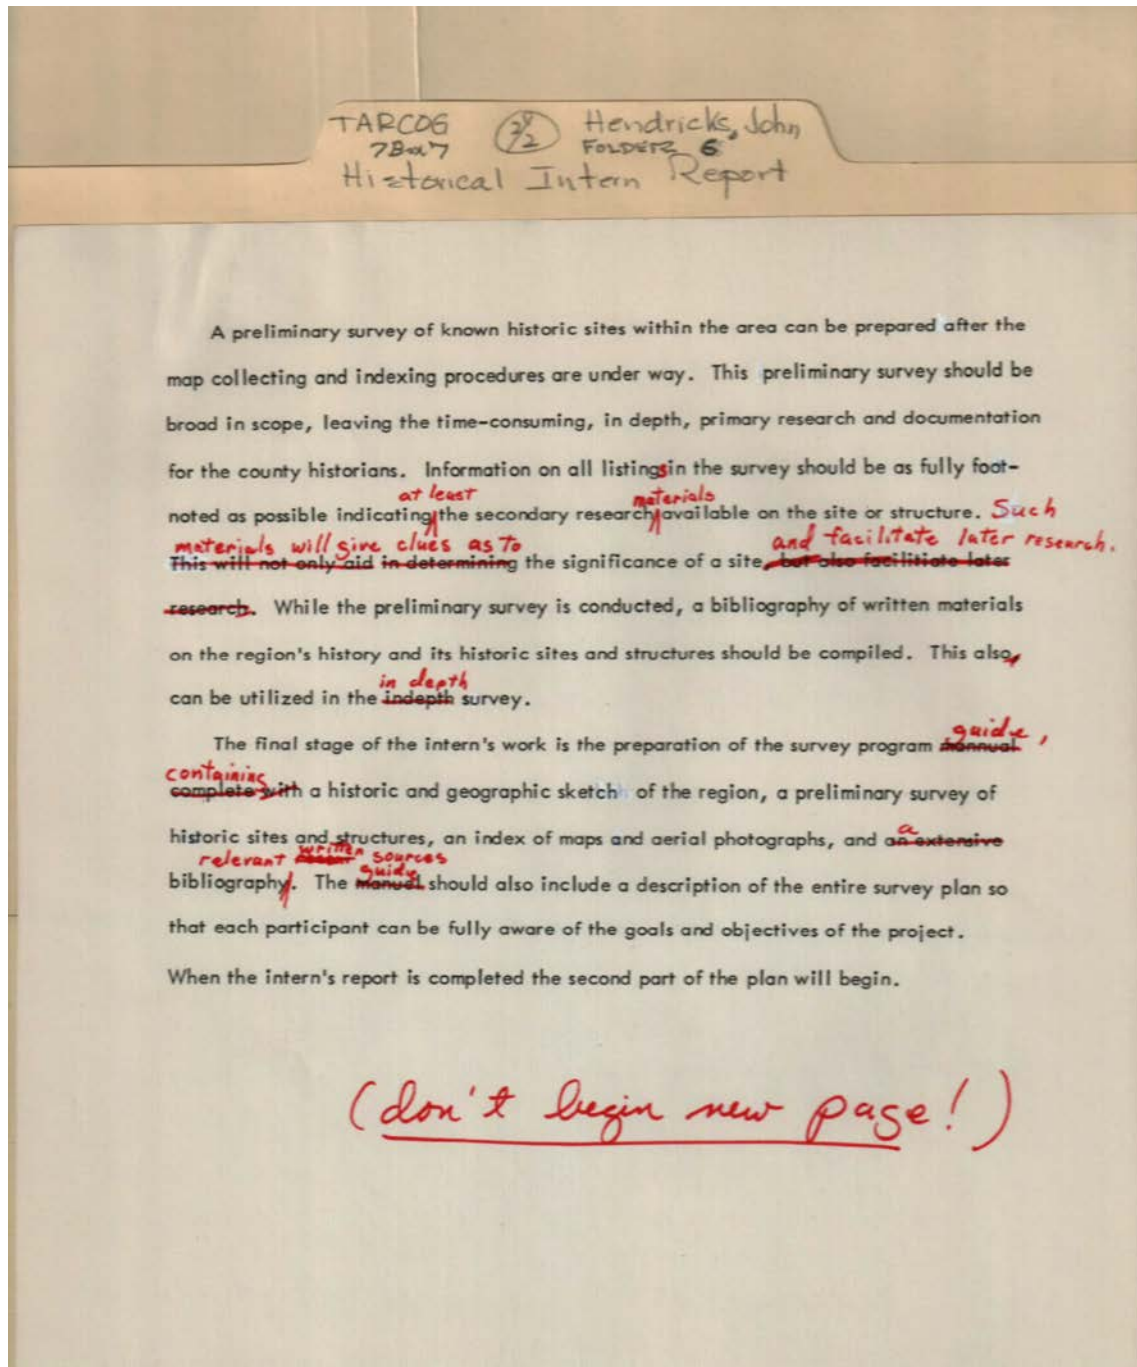 TARCOG 2 Hendricks, John
7Box7 FOLDER 6
Historical Intern Report
A preliminary survey of known historic sites within the area can be prepared after the
map collecting and indexing procedures are under way. This preliminary survey should be
broad in scope, leaving the time-consuming, in depth, primary research and documentation
for the county historians. Information on all listingsin the survey should be as fully foot-
at least materials
noted as possible indicating the secondary research available on the site or structure. Such
materials will give clues as to and facilitate later research.
This will not only aid in determining the significance of a site, but also facilitiate later
research. While the preliminary survey is conducted, a bibliography of written materials
on the region's history and its historic sites and structures should be compiled. This also,
in depth
can be utilized in the indepth survey.
guide,
The final stage of the intern's work is the preparation of the survey program mannual
containing
complete with a historic and geographic sketch of the region, a preliminary survey of
a
historic sites and structures, an index of maps and aerial photographs, and an extensive
relevant written sources
guide
bibliography. The manual should also include a description of the entire survey plan so
that each participant can be fully aware of the goals and objectives of the project.
When the intern's report is completed the second part of the plan will begin.
(don't begin new page!)